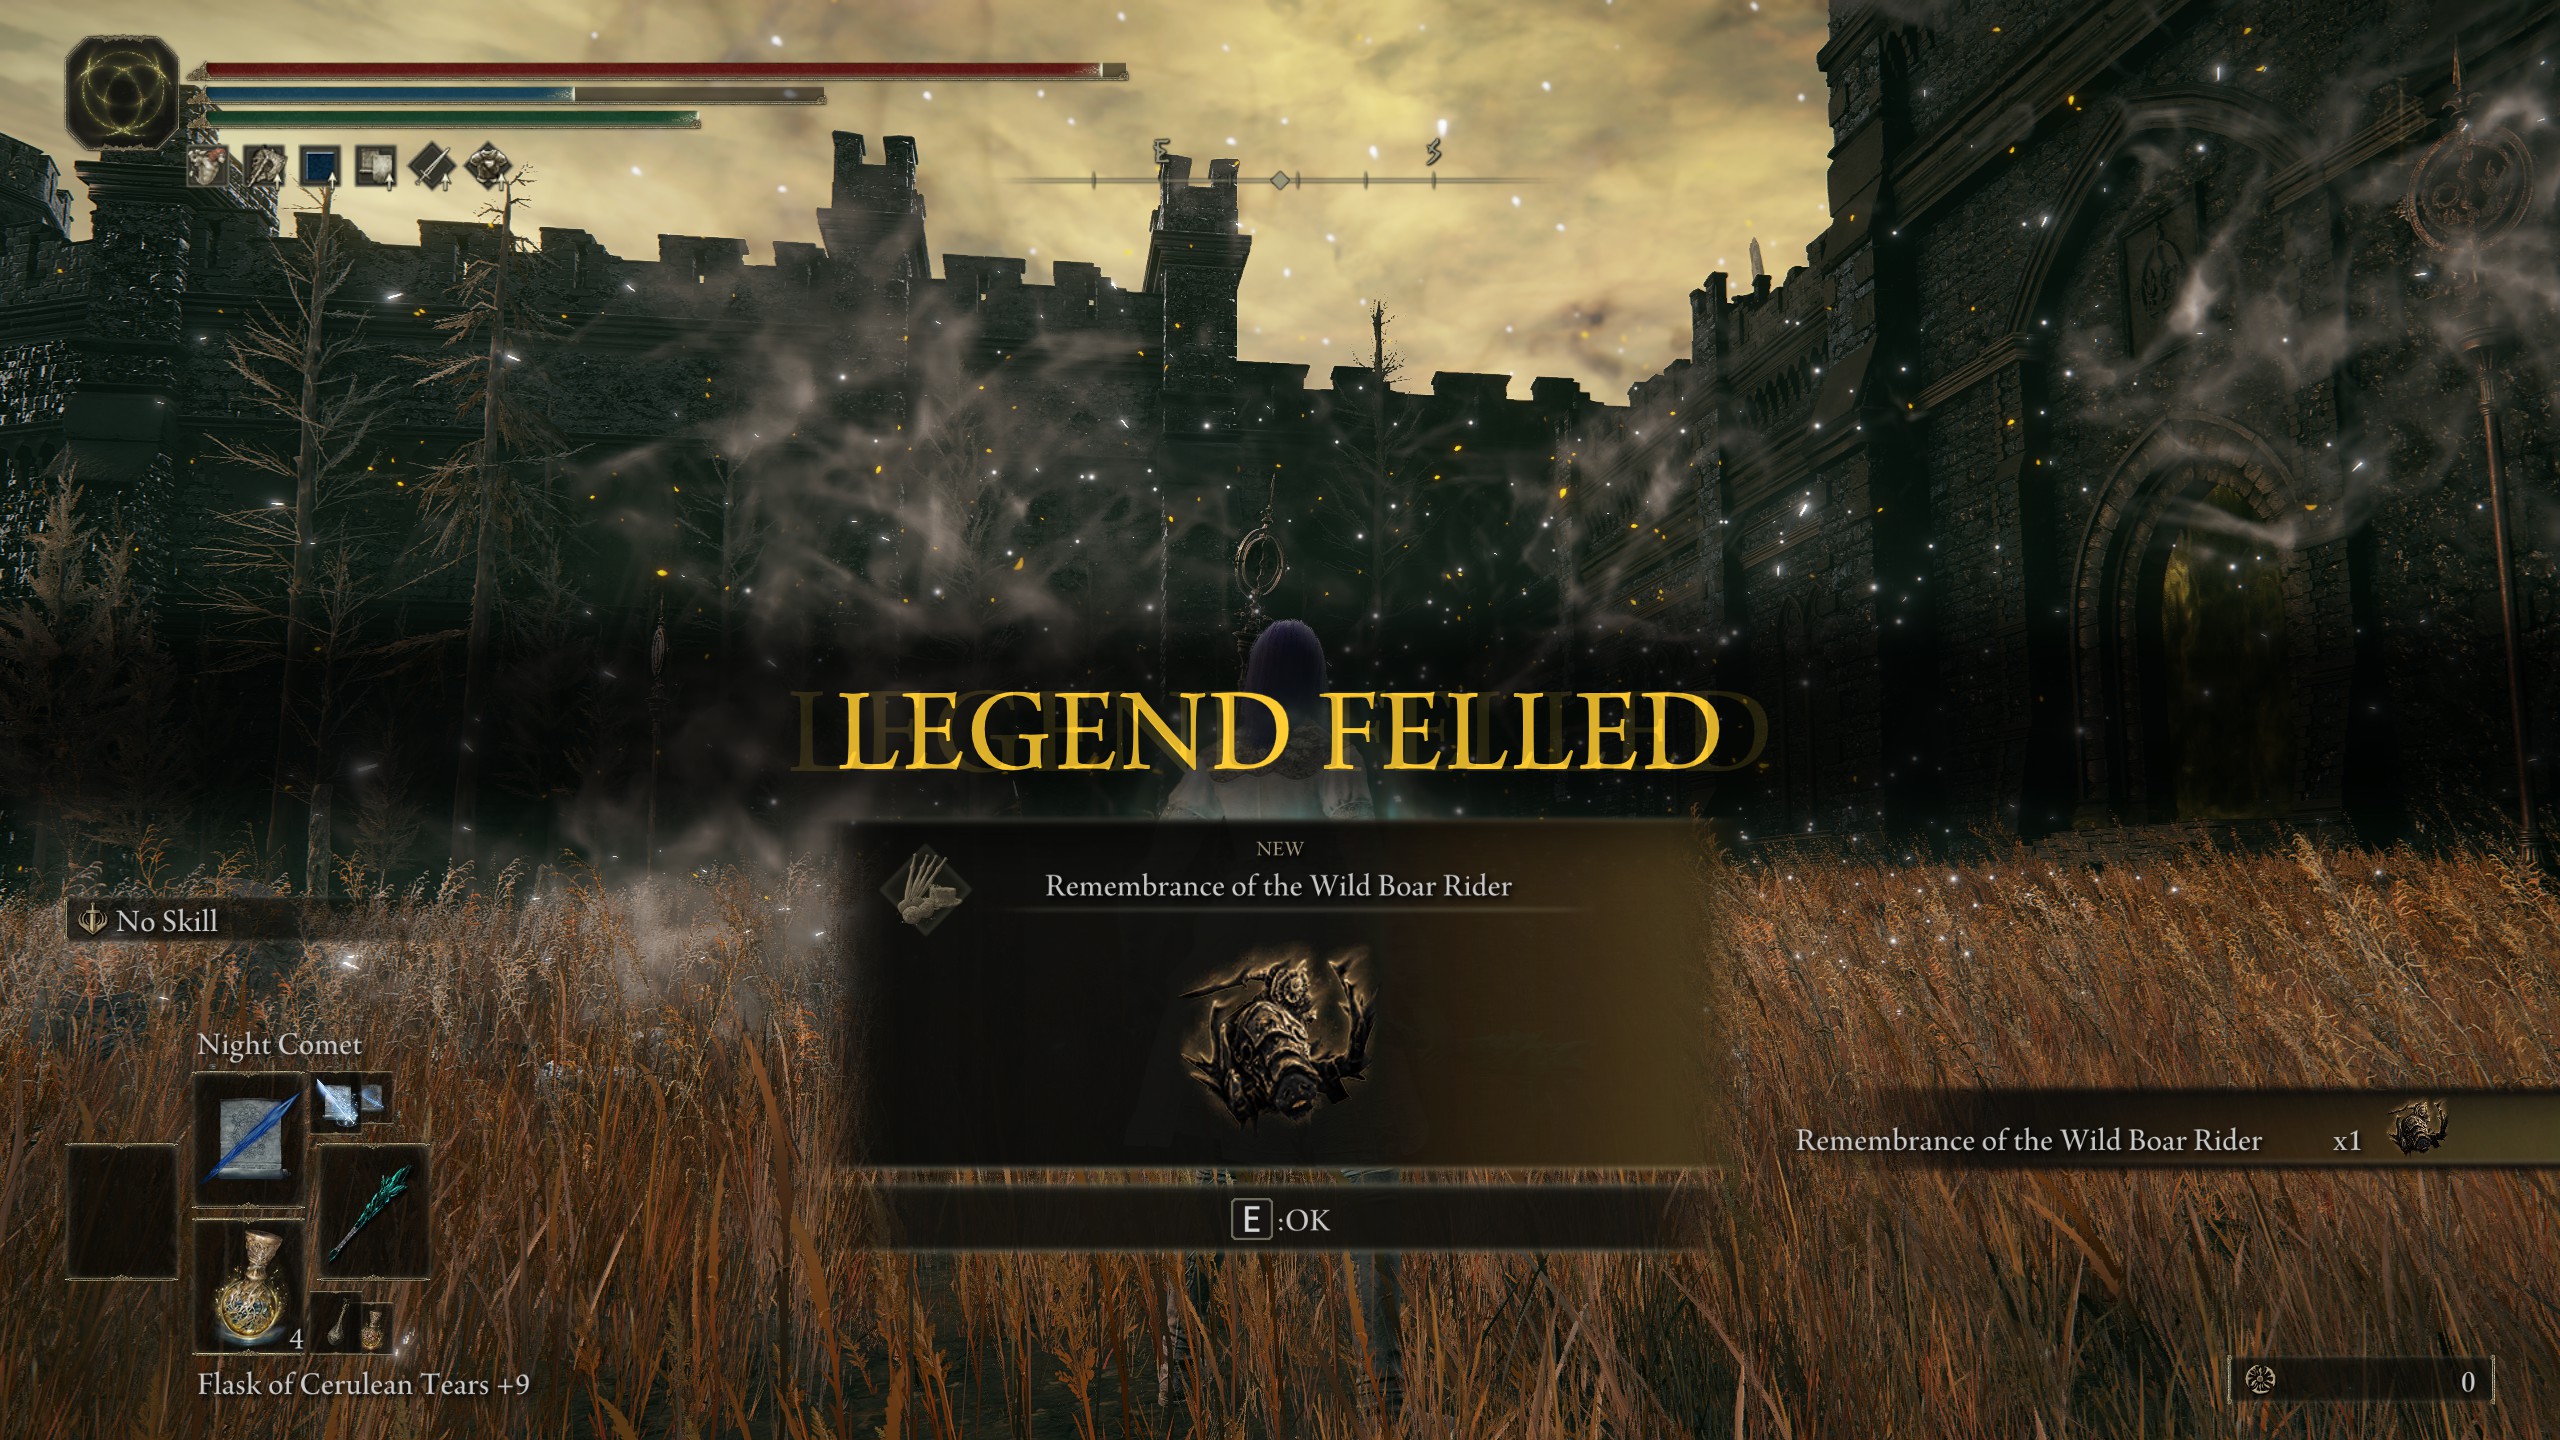 E
S
LEGEND FELLED
NEW
Remembrance of the Wild Boar Rider
No Skill
Night Comet
Remembrance of the Wild Boar Rider x1
E :OK
4
Flask of Cerulean Tears +9
0